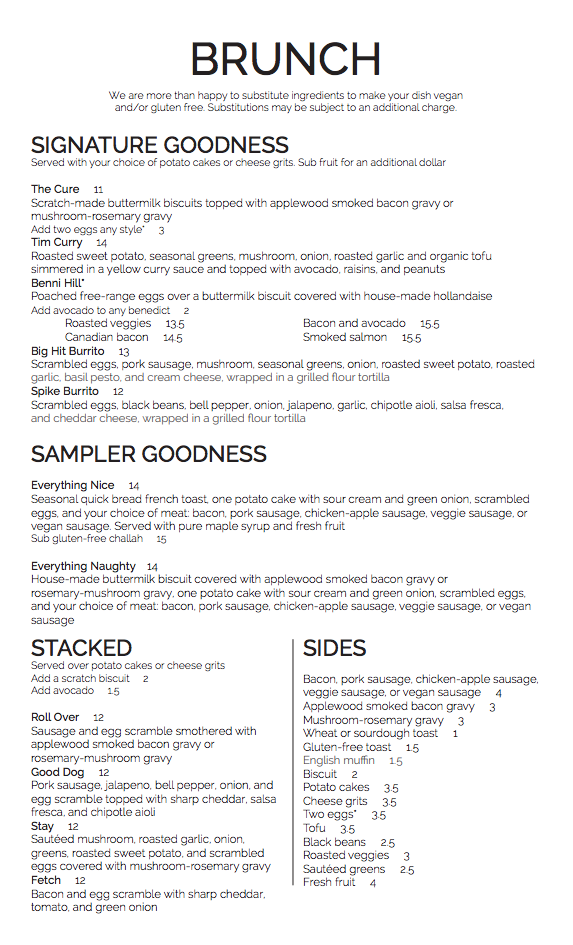 BRUNCH
We are more than happy to substitute ingredients to make your dish vegan
and/or gluten free. Substitutions may be subject to an additional charge.
SIGNATURE GOODNESS
Served with your choice of potato cakes or cheese grits. Sub fruit for an additional dollar
The Cure 11
Scratch-made buttermilk biscuits topped with applewood smoked bacon gravy or
mushroom-rosemary gravy
Add two eggs any style* 3
Tim Curry 14
Roasted sweet potato, seasonal greens, mushroom, onion, roasted garlic and organic tofu
simmered in a yellow curry sauce and topped with avocado, raisins, and peanuts
Benni Hill*
Poached free-range eggs over a buttermilk biscuit covered with house-made hollandaise
Add avocado to any benedict 2
Roasted veggies 13.5 Bacon and avocado 15.5
Canadian bacon 14.5 Smoked salmon 15.5
Big Hit Burrito 13
Scrambled eggs, pork sausage, mushroom, seasonal greens, onion, roasted sweet potato, roasted
garlic, basil pesto, and cream cheese, wrapped in a grilled flour tortilla
Spike Burrito 12
Scrambled eggs, black beans, bell pepper, onion, jalapeno, garlic, chipotle aioli, salsa fresca,
and cheddar cheese, wrapped in a grilled flour tortilla
SAMPLER GOODNESS
Everything Nice 14
Seasonal quick bread french toast, one potato cake with sour cream and green onion, scrambled
eggs, and your choice of meat: bacon, pork sausage, chicken-apple sausage, veggie sausage, or
vegan sausage. Served with pure maple syrup and fresh fruit
Sub gluten-free challah 15
Everything Naughty 14
House-made buttermilk biscuit covered with applewood smoked bacon gravy or
rosemary-mushroom gravy, one potato cake with sour cream and green onion, scrambled eggs,
and your choice of meat: bacon, pork sausage, chicken-apple sausage, veggie sausage, or vegan
sausage
STACKED
Served over potato cakes or cheese grits
Add a scratch biscuit 2
Add avocado 1.5
Roll Over 12
Sausage and egg scramble smothered with
applewood smoked bacon gravy or
rosemary-mushroom gravy
Good Dog 12
Pork sausage, jalapeno, bell pepper, onion, and
egg scramble topped with sharp cheddar, salsa
fresca, and chipotle aioli
Stay 12
Sautéed mushroom, roasted garlic, onion,
greens, roasted sweet potato, and scrambled
eggs covered with mushroom-rosemary gravy
Fetch 12
Bacon and egg scramble with sharp cheddar,
tomato, and green onion
SIDES
Bacon, pork sausage, chicken-apple sausage,
veggie sausage, or vegan sausage 4
Applewood smoked bacon gravy 3
Mushroom-rosemary gravy 3
Wheat or sourdough toast 1
Gluten-free toast 1.5
English muffin 1.5
Biscuit 2
Potato cakes 3.5
Cheese grits 3.5
Two eggs* 3.5
Tofu 3.5
Black beans 2.5
Roasted veggies 3
Sautéed greens 2.5
Fresh fruit 4